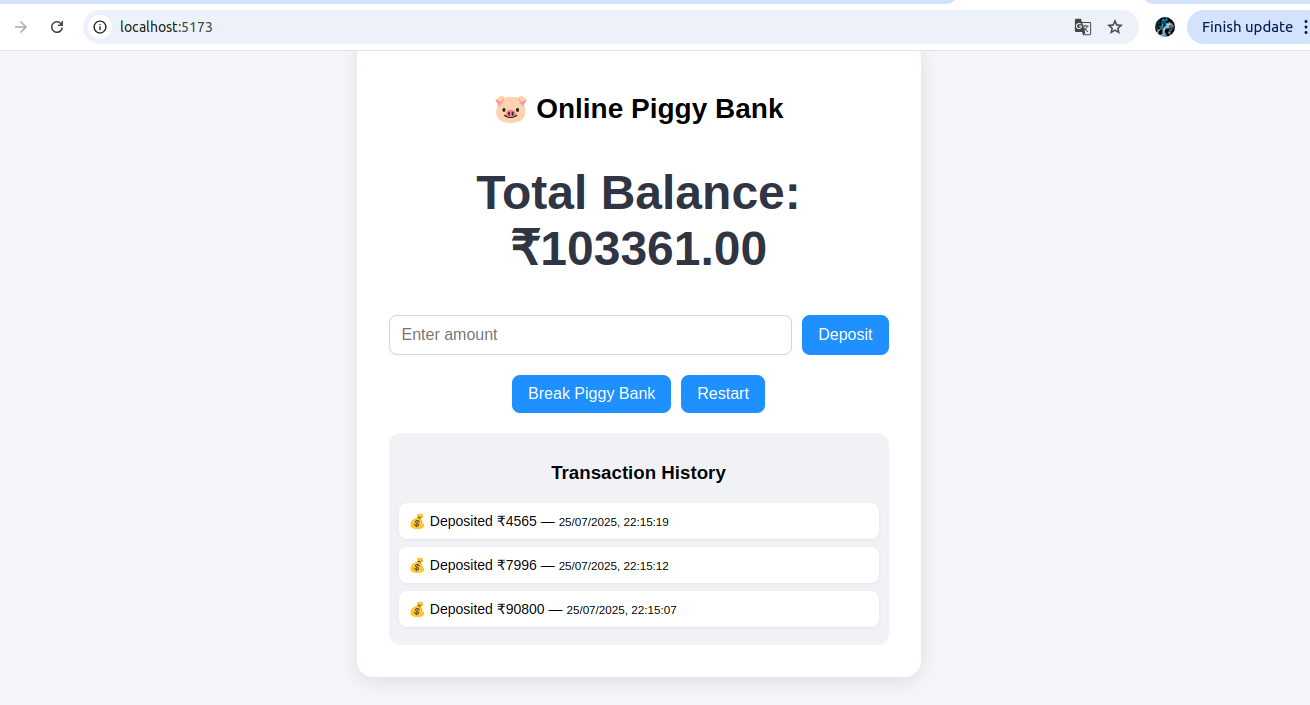 localhost:5173
Finish update
🐷 Online Piggy Bank
Total Balance:
₹103361.00
Enter amount
Deposit
Break Piggy Bank
Restart
Transaction History
💰 Deposited ₹4565 — 25/07/2025, 22:15:19
💰 Deposited ₹7996 — 25/07/2025, 22:15:12
💰 Deposited ₹90800 — 25/07/2025, 22:15:07